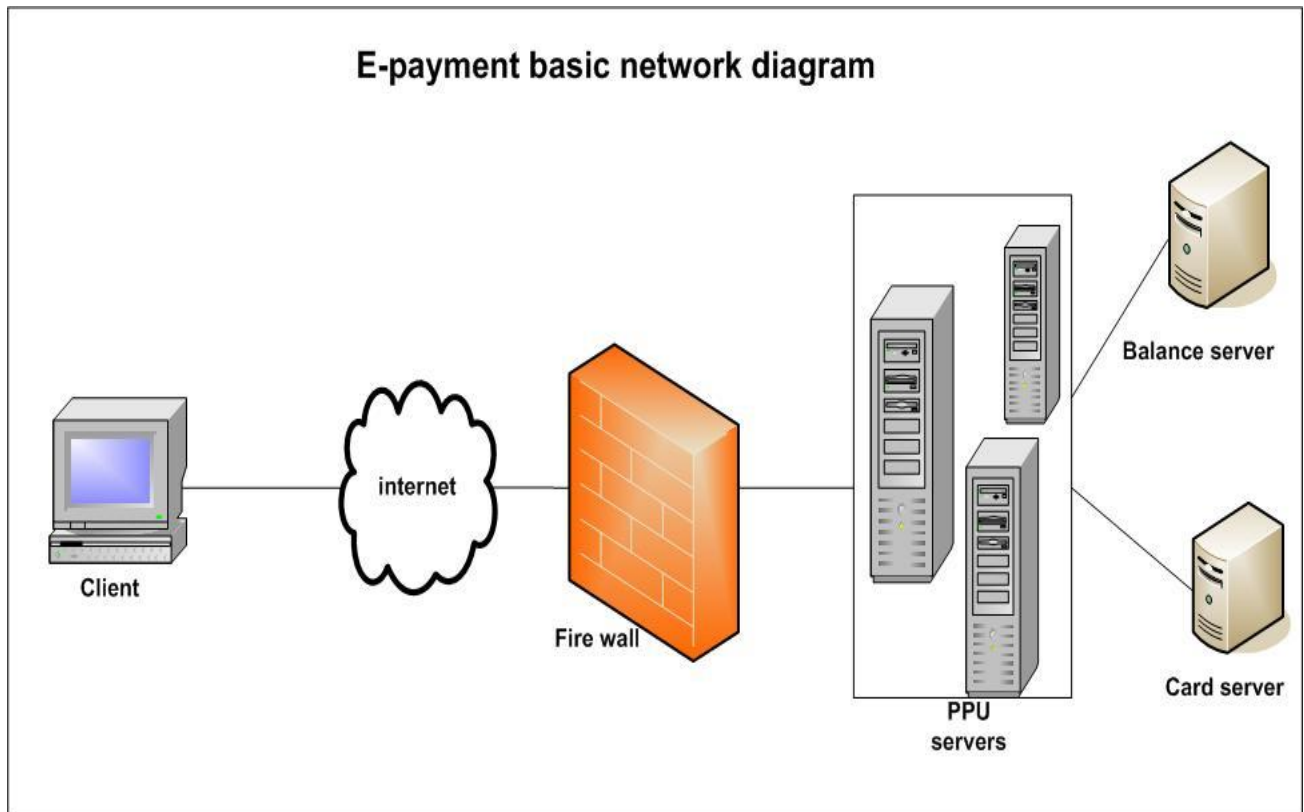 E-payment basic network diagram
Client
internet
Fire wall
PPU
servers
Balance server
Card server